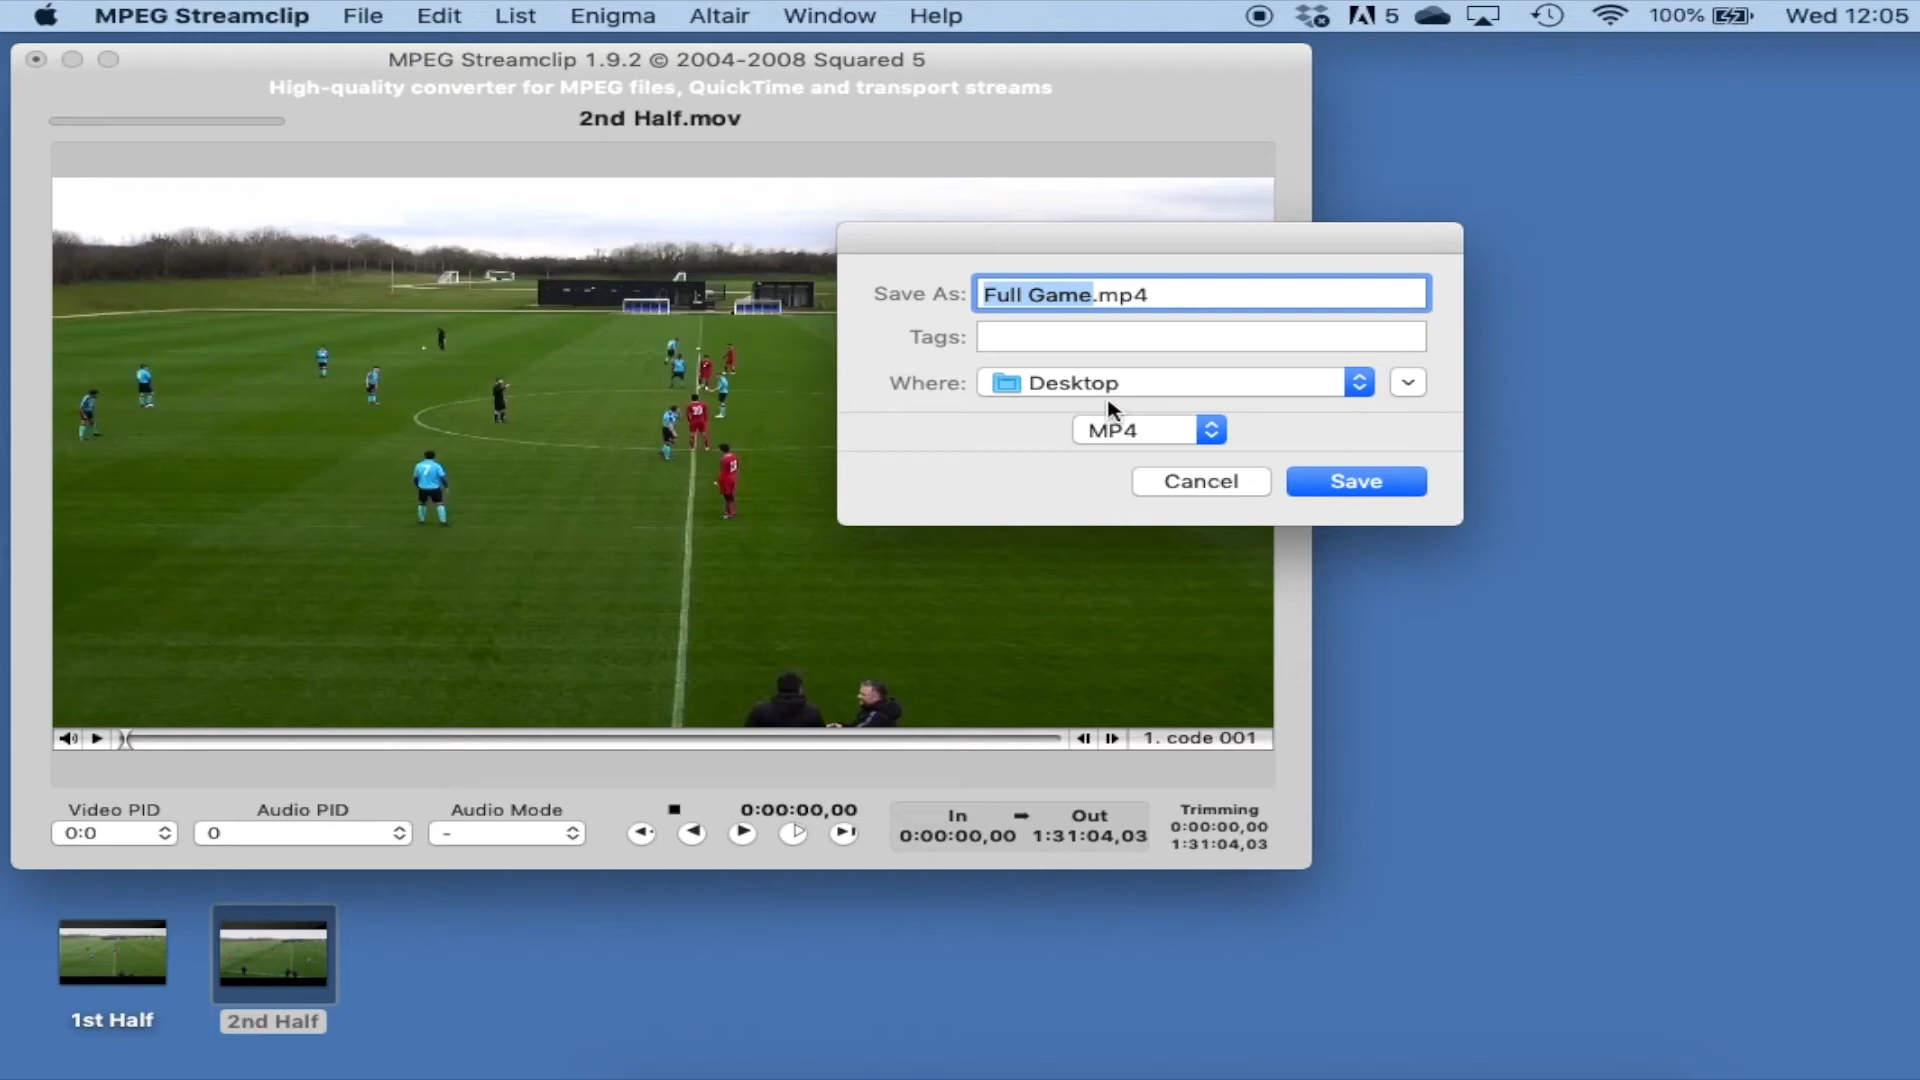 MPEG Streamclip File Edit List Enigma Altair Window Help 5 100% Wed 12:05
MPEG Streamclip 1.9.2 © 2004-2008 Squared 5
High-quality converter for MPEG files, QuickTime and transport streams
2nd Half.mov
Save As: Full Game.mp4
Tags:
Where: Desktop
MP4
Cancel Save
1. code 001
Video PID Audio PID Audio Mode 0:00:00,00 In Out Trimming
0:0 0 - 0:00:00,00 1:31:04,03 0:00:00,00
1:31:04,03
1st Half 2nd Half